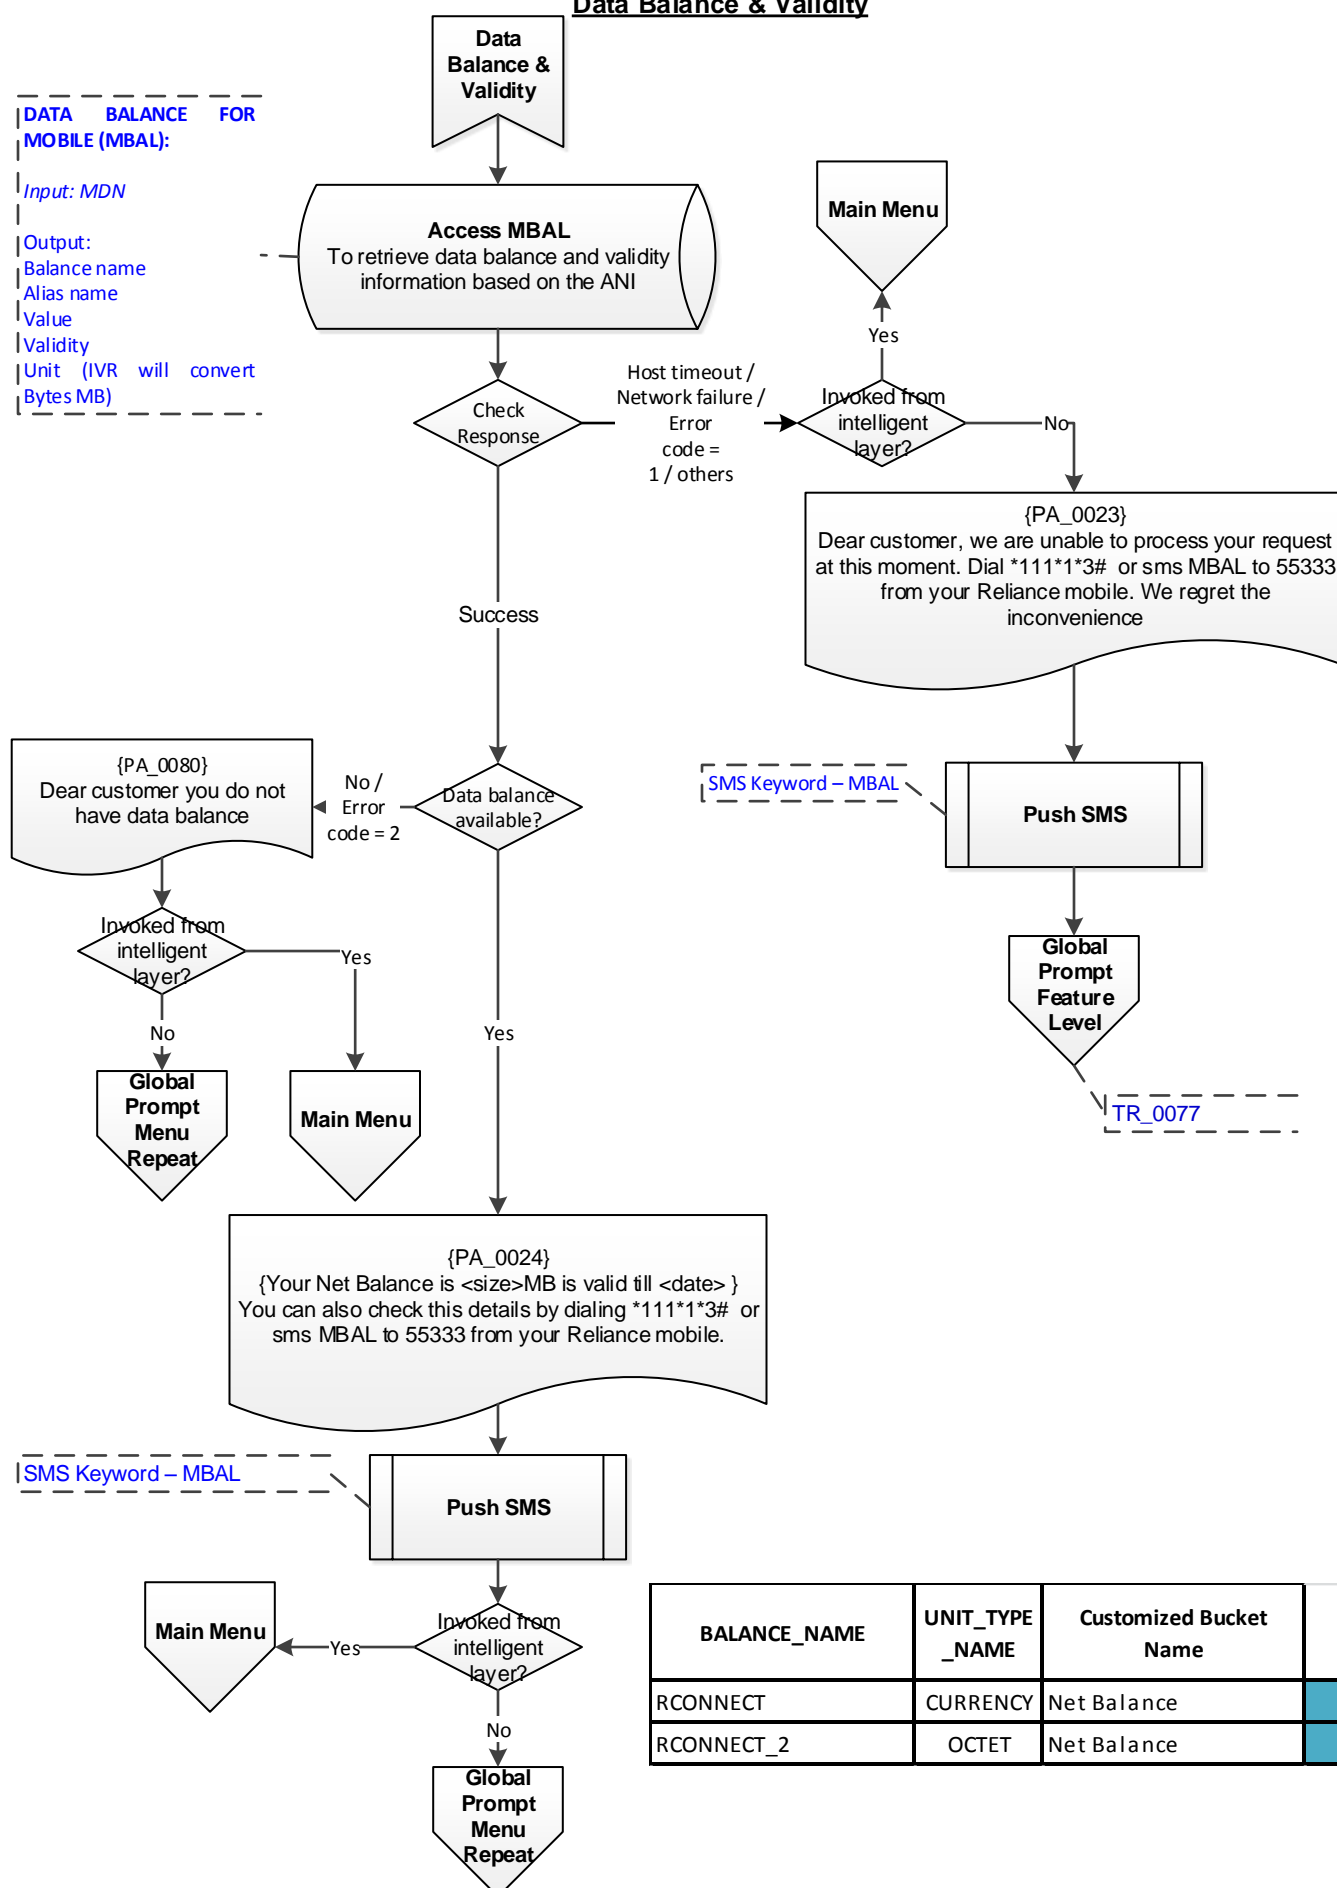 Data Balance & Validity
Data
Balance &
Validity
DATA BALANCE FOR
MOBILE (MBAL):
Input: MDN
Output:
Balance name
Alias name
Value
Validity
Unit (IVR will convert
Bytes MB)
Access MBAL
To retrieve data balance and validity
information based on the ANI
Main Menu
Yes
Check
Response
Host timeout /
Network failure /
Error
code =
1 / others
Invoked from
intelligent
layer?
No
{PA_0023}
Dear customer, we are unable to process your request
at this moment. Dial *111*1*3# or sms MBAL to 55333
from your Reliance mobile. We regret the
inconvenience
Success
{PA_0080}
Dear customer you do not
have data balance
No /
Error
code = 2
Data balance
available?
SMS Keyword – MBAL
Push SMS
Invoked from
intelligent
layer?
Yes
No
Yes
Global
Prompt
Feature
Level
TR_0077
Global
Prompt
Menu
Repeat
Main Menu
{PA_0024}
{Your Net Balance is <size>MB is valid till <date> }
You can also check this details by dialing *111*1*3# or
sms MBAL to 55333 from your Reliance mobile.
SMS Keyword – MBAL
Push SMS
Main Menu
Yes
Invoked from
intelligent
layer?
No
Global
Prompt
Menu
Repeat
BALANCE_NAME UNIT_TYPE_NAME Customized Bucket Name
RCONNECT CURRENCY Net Balance
RCONNECT_2 OCTET Net Balance